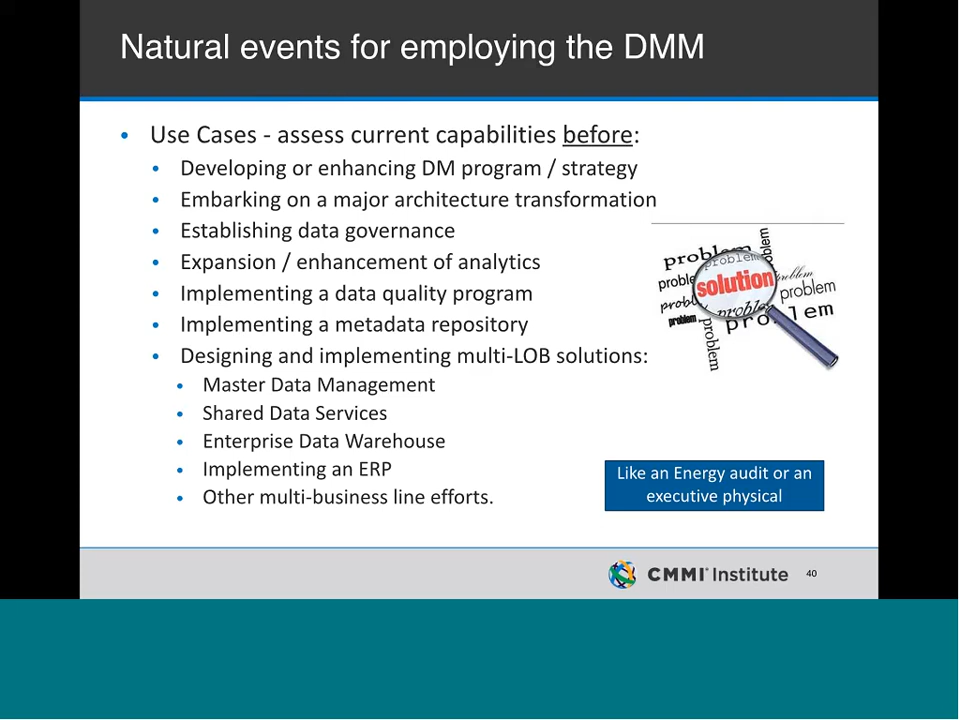 Natural events for employing the DMM
• Use Cases - assess current capabilities before:
• Developing or enhancing DM program / strategy
• Embarking on a major architecture transformation
• Establishing data governance
• Expansion / enhancement of analytics
• Implementing a data quality program
• Implementing a metadata repository
• Designing and implementing multi-LOB solutions:
• Master Data Management
• Shared Data Services
• Enterprise Data Warehouse
• Implementing an ERP
• Other multi-business line efforts.
problem
problem
solution
problem
problem
problem
problem
problem
Like an Energy audit or an
executive physical
CMMI® Institute
40